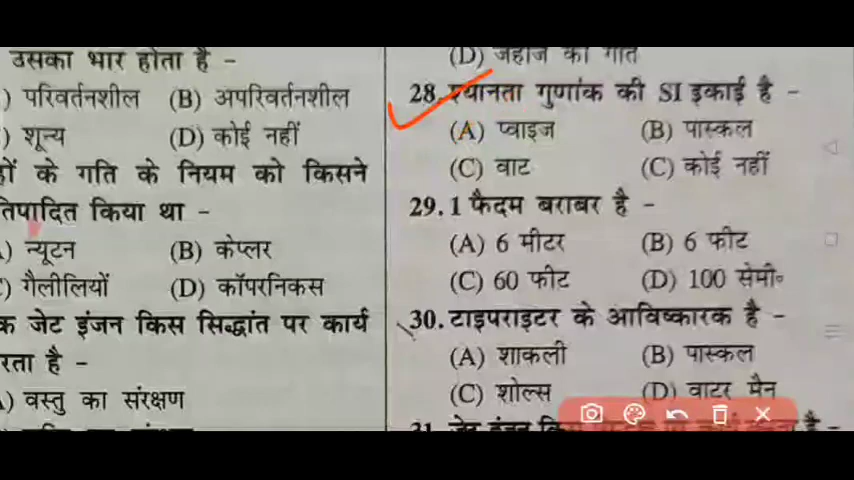 उसका भार होता है -
) परिवर्तनशील (B) अपरिवर्तनशील
) शून्य (D) कोई नहीं
हों के गति के नियम को किसने
तिपादित किया था -
) न्यूटन (B) केप्लर
) गैलीलियों (D) कॉपरनिकस
क जेट इंजन किस सिद्धांत पर कार्य
रता है -
) वस्तु का संरक्षण
(D) जहाज की गति
28. श्यानता गुणांक की SI इकाई है -
(A) प्वाइज (B) पास्कल
(C) वाट (C) कोई नहीं
29. 1 फैदम बराबर है -
(A) 6 मीटर (B) 6 फीट
(C) 60 फीट (D) 100 सेमी॰
30. टाइपराइटर के आविष्कारक है -
(A) शाकली (B) पास्कल
(C) शोल्स (D) वाटर मैन
31. जेट इंजन किस